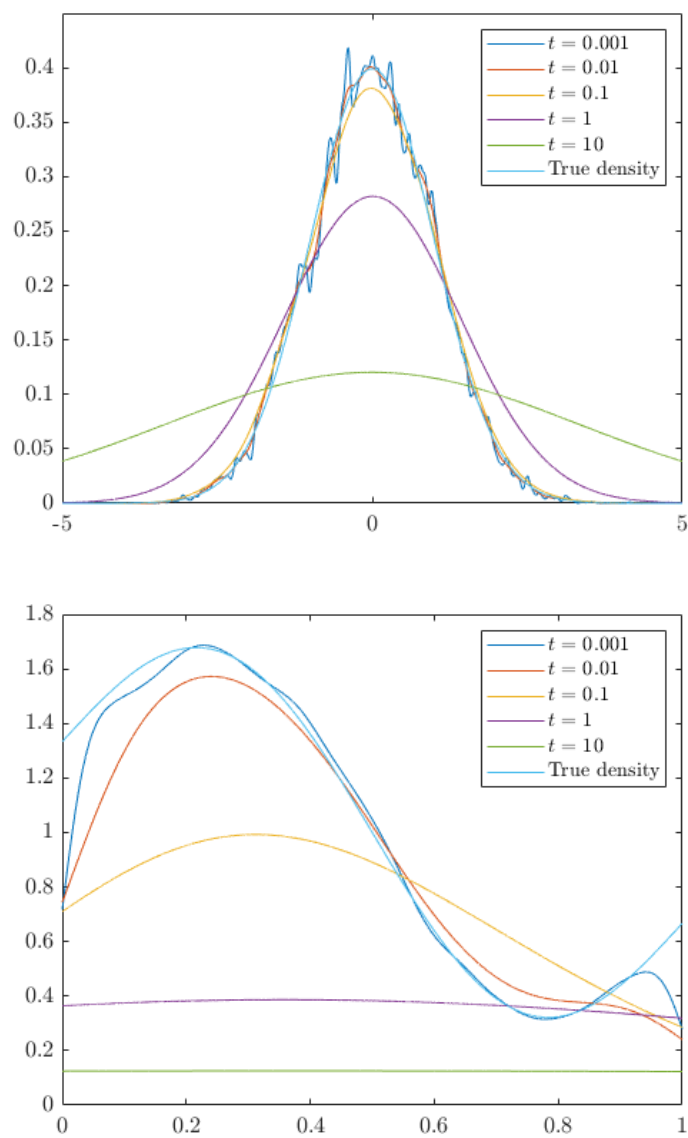 0.4
0.35
0.3
0.25
0.2
0.15
0.1
0.05
0
-5
0
5
t = 0.001
t = 0.01
t = 0.1
t = 1
t = 10
True density
1.8
1.6
1.4
1.2
1
0.8
0.6
0.4
0.2
0
0
0.2
0.4
0.6
0.8
1
t = 0.001
t = 0.01
t = 0.1
t = 1
t = 10
True density